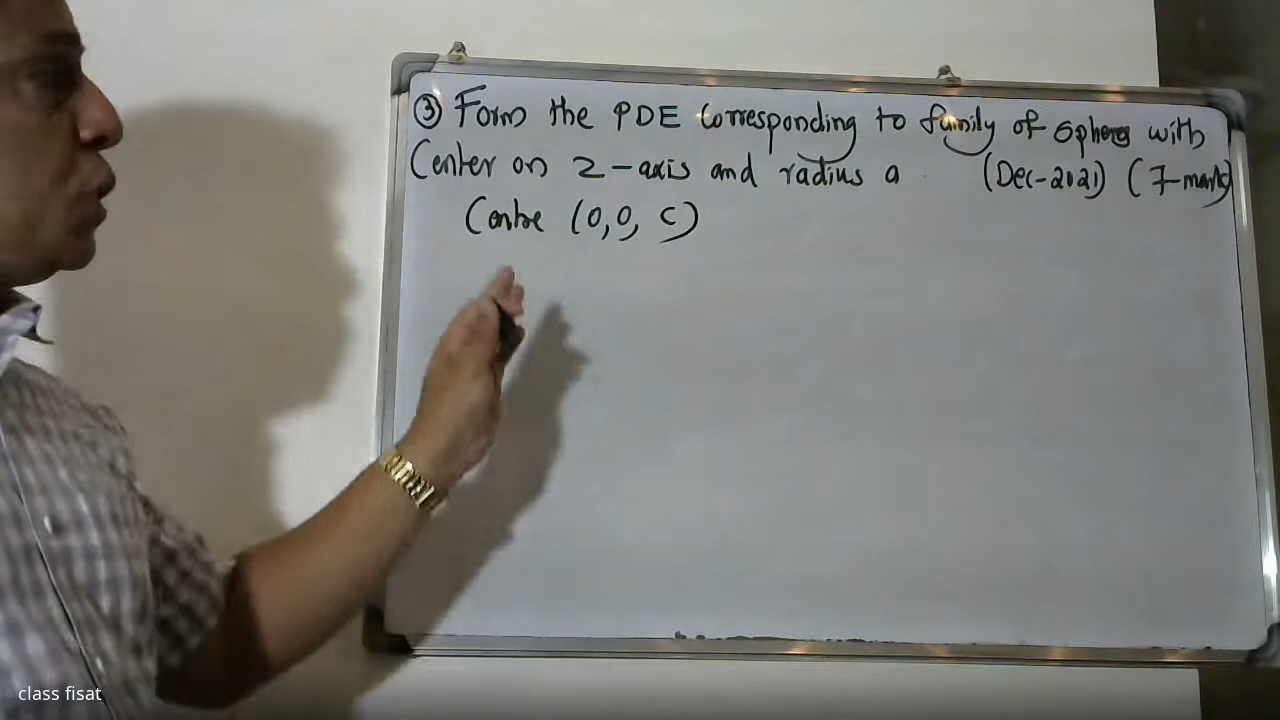 ③ Form the PDE corresponding to family of spheres with
Center on z-axis and radius a (Dec-2021) (7-marks)
Centre (0,0, c)
class fisat